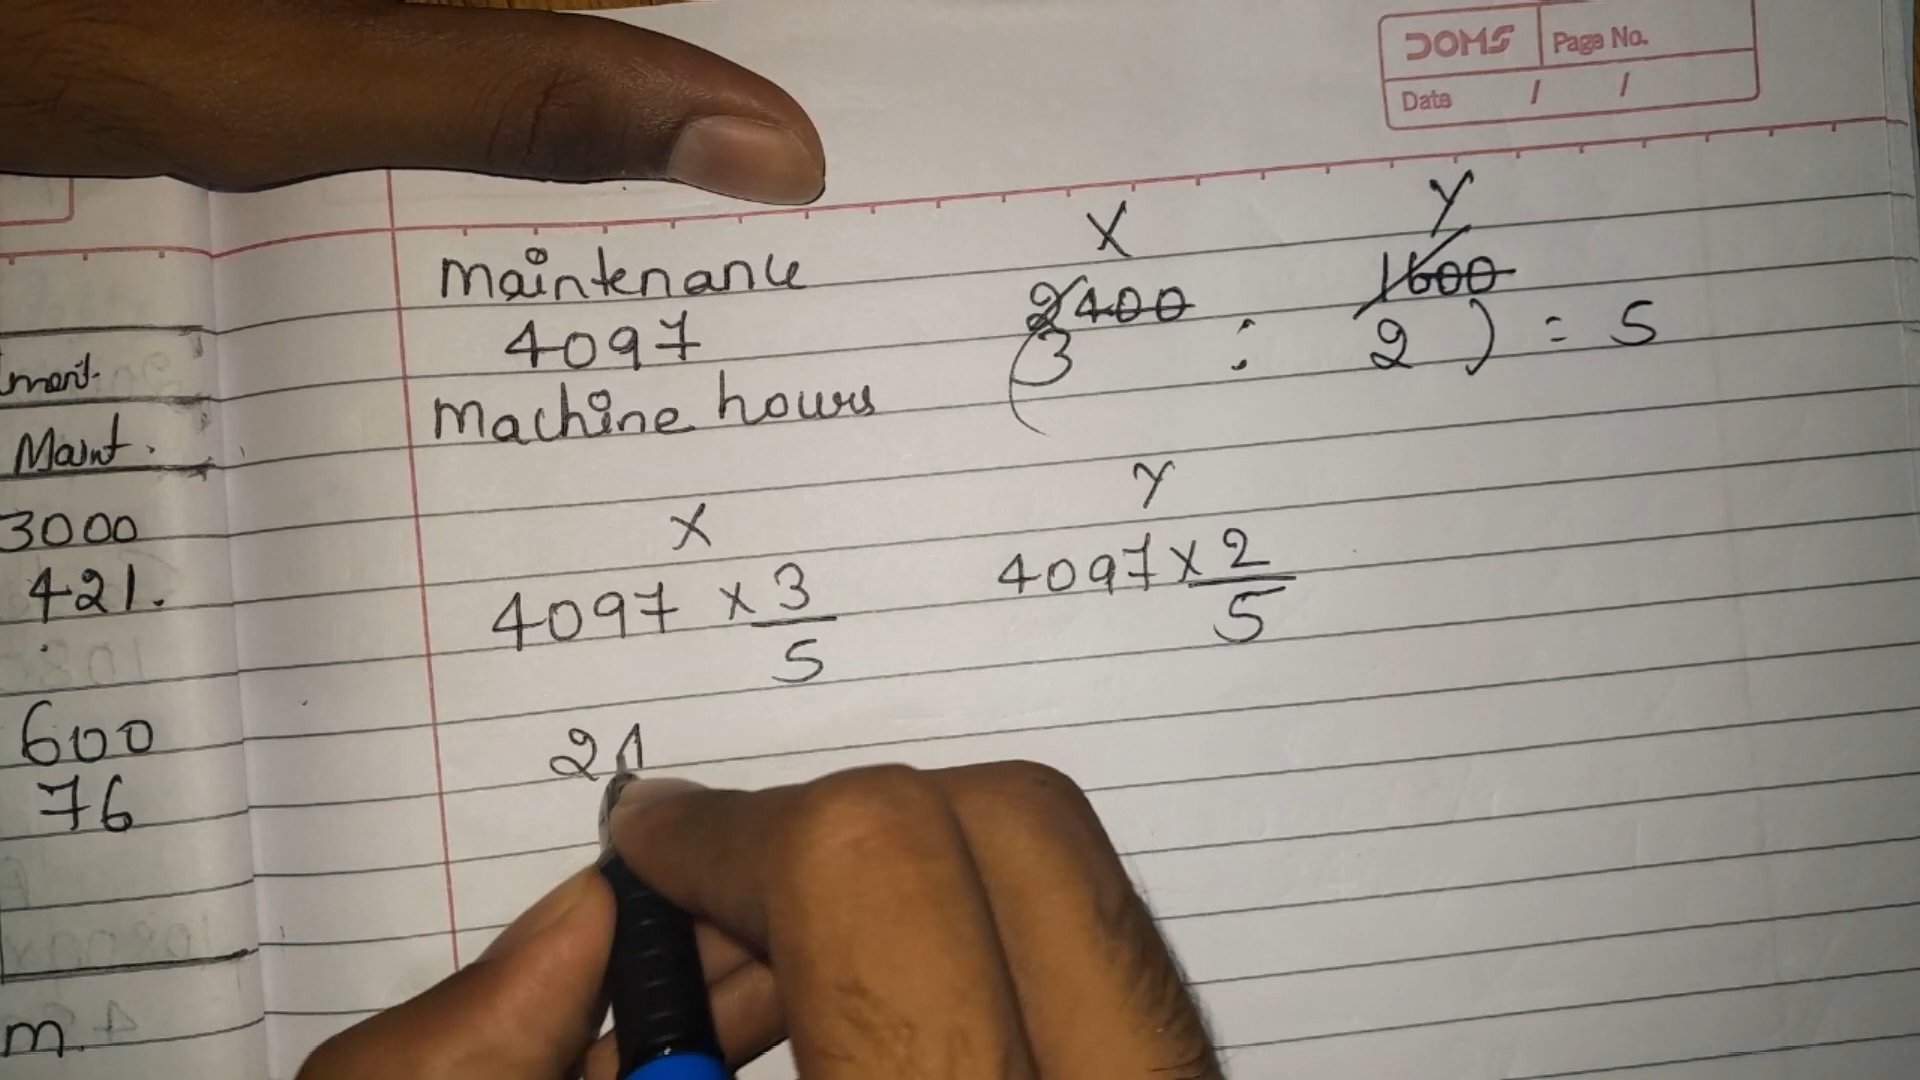 DOMS Page No.
Date / /
X Y
Maintenance 2400 1600
4097 (3 : 2) = 5
Machine hours
X Y
4097 × 3/5 4097 × 2/5
2
ment.
Maint.
3000
421.
600
76
m.